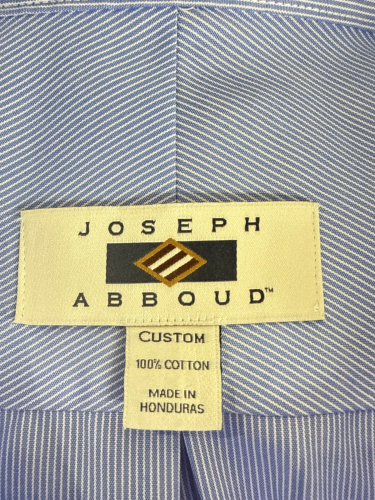 JOSEPH
ABBOUD™
CUSTOM
100% COTTON
MADE IN
HONDURAS